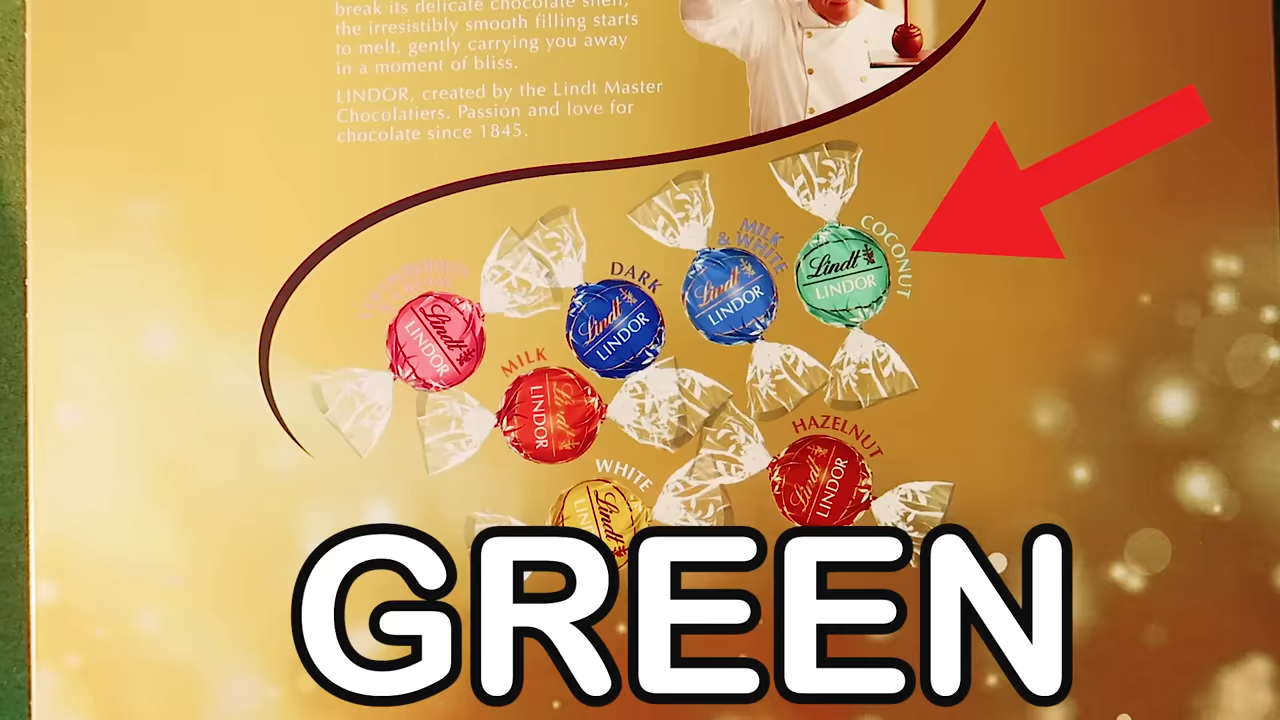 break its delicate chocolate shell,
the irresistibly smooth filling starts
to melt, gently carrying you away
in a moment of bliss.
LINDOR, created by the Lindt Master
Chocolatiers. Passion and love for
chocolate since 1845.
COCONUT
Lindt
LINDOR
MILK
& WHITE
Lindt
LINDOR
DARK
Lindt
LINDOR
Lindt
LINDOR
MILK
Lindt
LINDOR
HAZELNUT
Lindt
LINDOR
WHITE
Lindt
GREEN